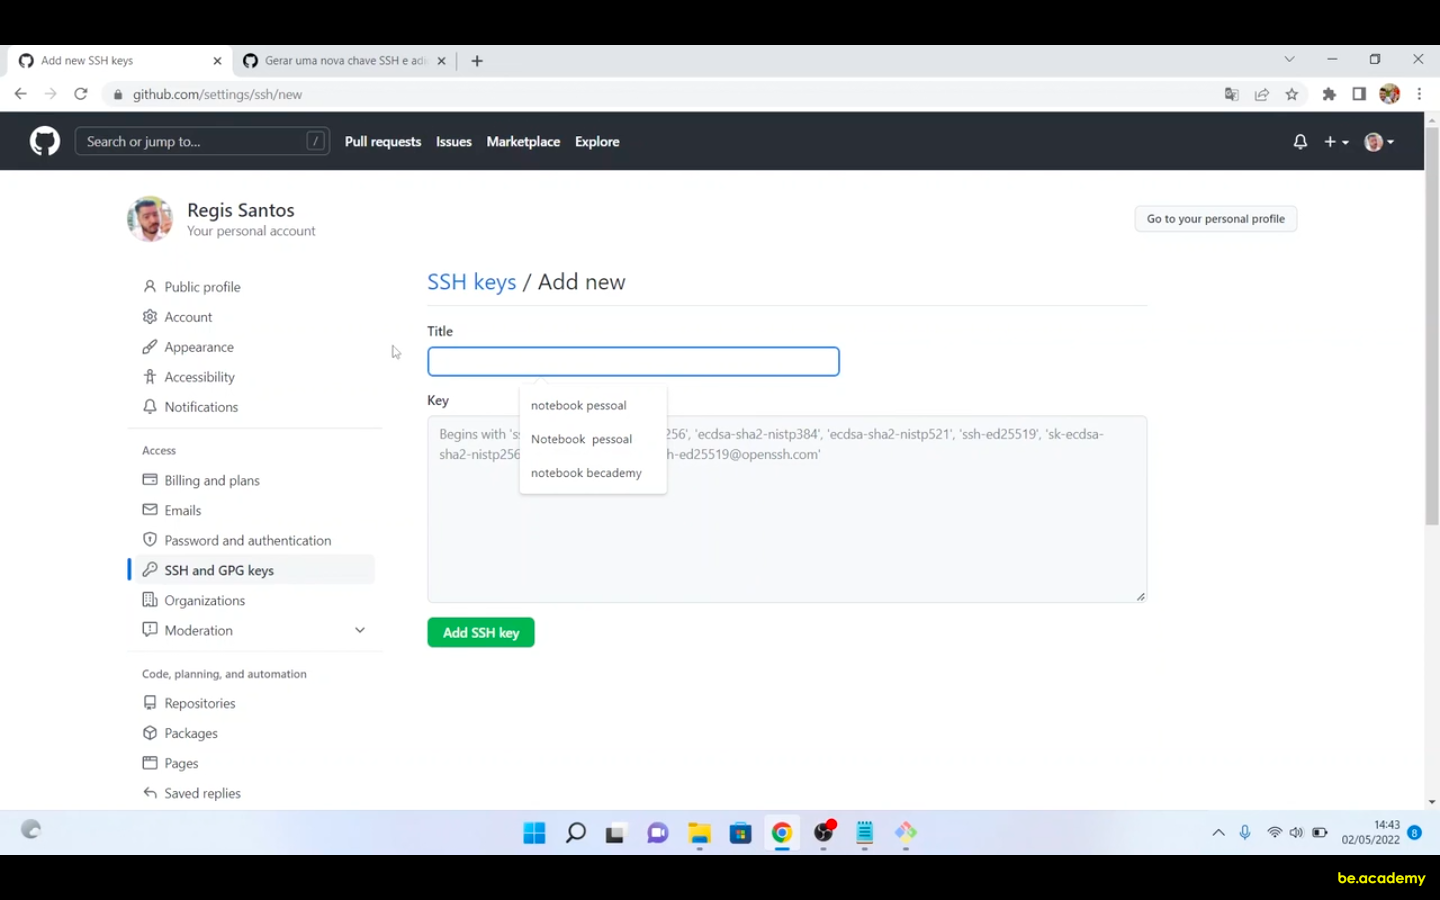 Add new SSH keys
Gerar uma nova chave SSH e adi
github.com/settings/ssh/new
Search or jump to...
/
Pull requests
Issues
Marketplace
Explore
Regis Santos
Your personal account
Go to your personal profile
Public profile
Account
Appearance
Accessibility
Notifications
Access
Billing and plans
Emails
Password and authentication
SSH and GPG keys
Organizations
Moderation
Code, planning, and automation
Repositories
Packages
Pages
Saved replies
SSH keys / Add new
Title
notebook pessoal
Notebook  pessoal
notebook becademy
Key
Begins with 'ss 256', 'ecdsa-sha2-nistp384', 'ecdsa-sha2-nistp521', 'ssh-ed25519', 'sk-ecdsa-
sha2-nistp256 h-ed25519@openssh.com'
Add SSH key
14:43
02/05/2022
8
be.academy